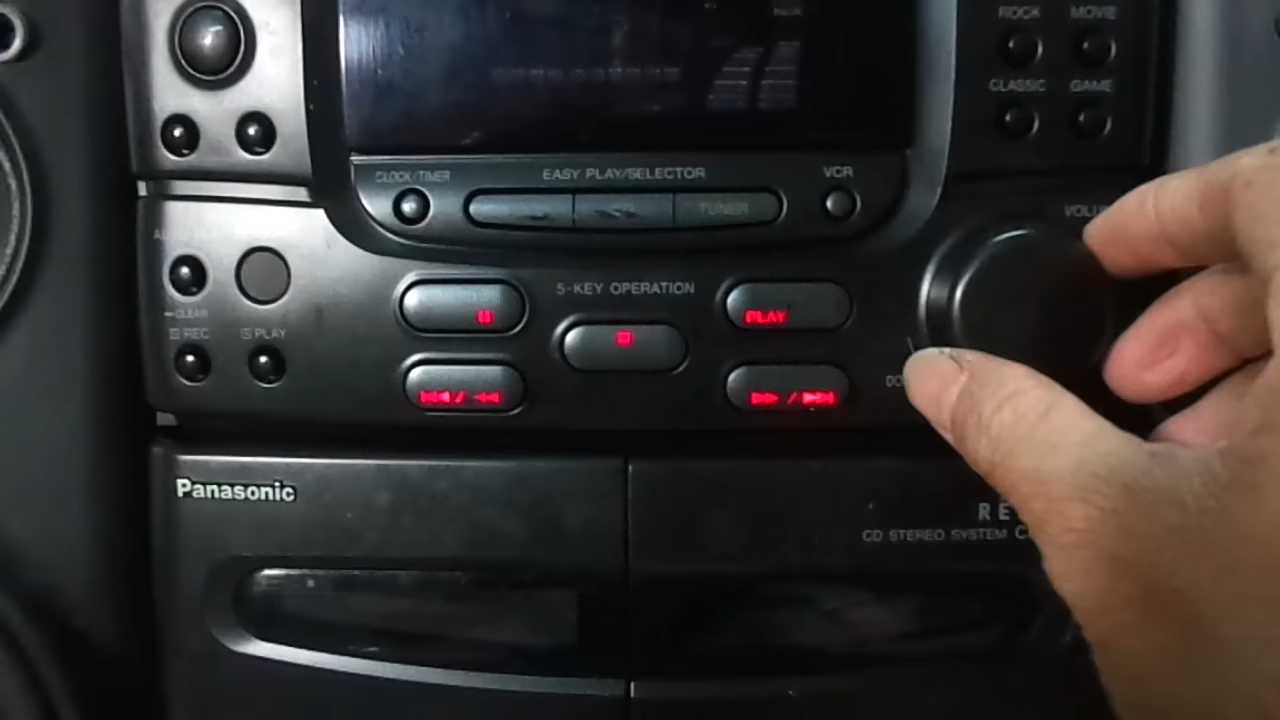 ROCK MOVIE
CLASSIC GAME
CLOCK/TIMER
EASY PLAY/SELECTOR
VCR
TUNER
5-KEY OPERATION
PLAY
–CLEAR
REC
PLAY
Panasonic
CD STEREO SYSTEM